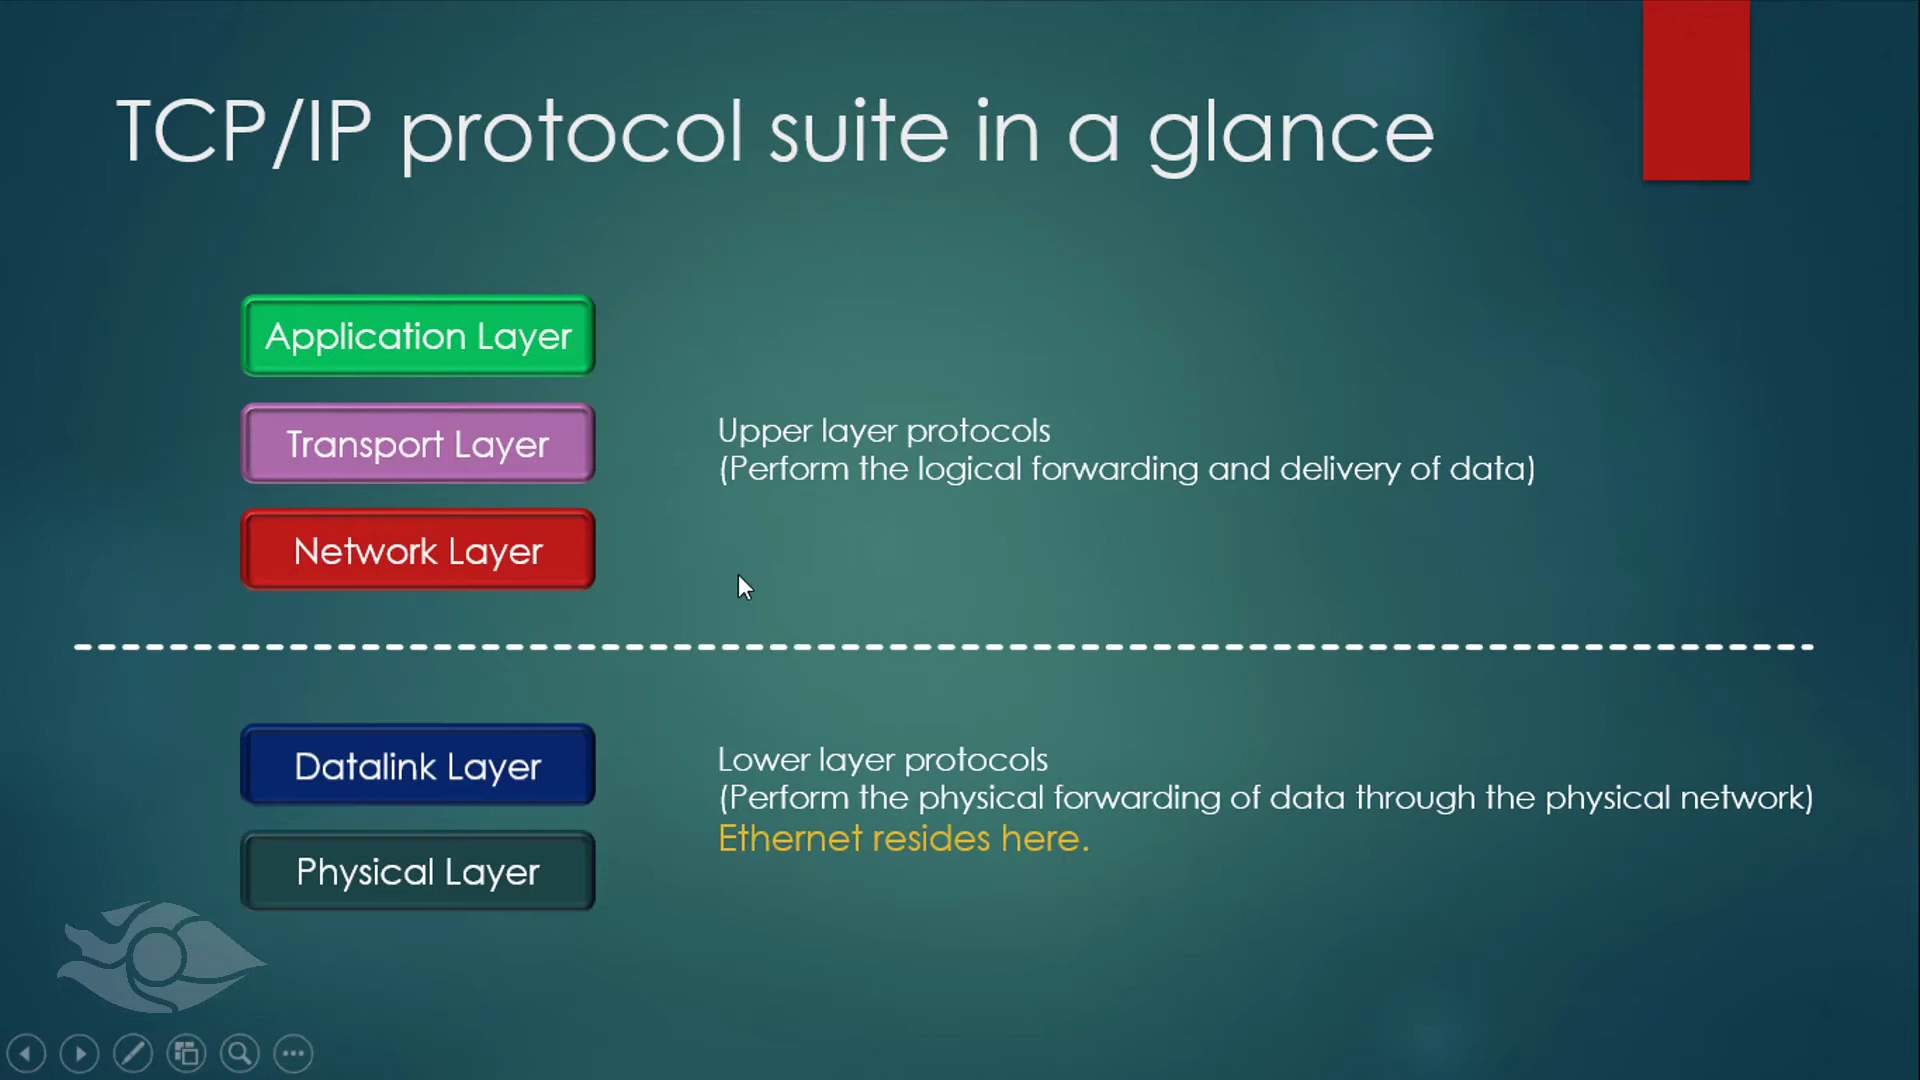 TCP/IP protocol suite in a glance
Application Layer
Transport Layer
Network Layer
Upper layer protocols
(Perform the logical forwarding and delivery of data)
Datalink Layer
Physical Layer
Lower layer protocols
(Perform the physical forwarding of data through the physical network)
Ethernet resides here.